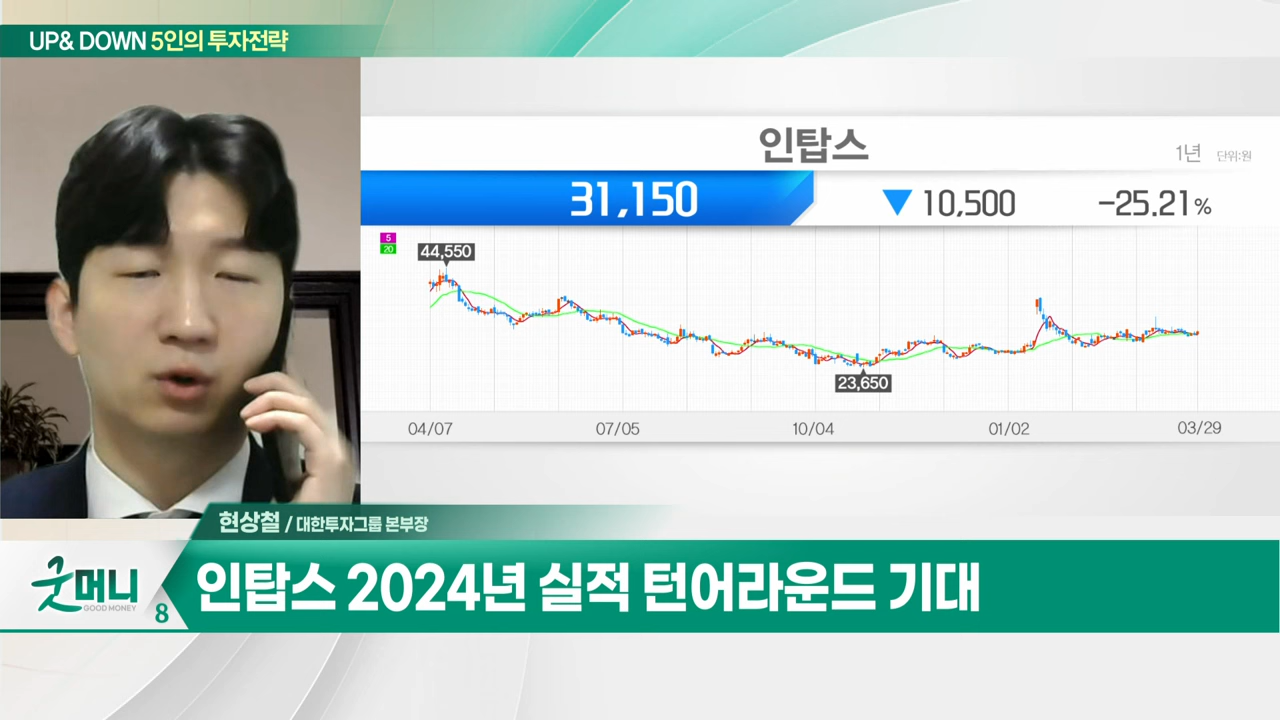 UP& DOWN 5인의 투자전략
인탑스
1년 단위:원
31,150 ▼ 10,500 -25.21%
5
20
44,550
23,650
04/07 07/05 10/04 01/02 03/29
현상철 / 대한투자그룹 본부장
굿머니
GOOD MONEY
8
인탑스 2024년 실적 턴어라운드 기대